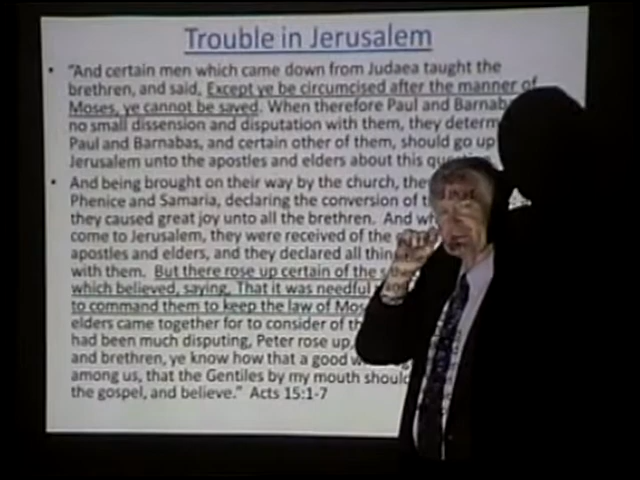 Trouble in Jerusalem
• "And certain men which came down from Judaea taught the
brethren, and said, Except ye be circumcised after the manner of
Moses, ye cannot be saved. When therefore Paul and Barnab
no small dissension and disputation with them, they determ
Paul and Barnabas, and certain other of them, should go up
Jerusalem unto the apostles and elders about this que
• And being brought on their way by the church, the
Phenice and Samaria, declaring the conversion of t
they caused great joy unto all the brethren. And wh
come to Jerusalem, they were received of the
apostles and elders, and they declared all thin
with them. But there rose up certain of the s
which believed, saying, That it was needful
to command them to keep the law of Mos
elders came together for to consider of th
had been much disputing, Peter rose up,
and brethren, ye know how that a good w
among us, that the Gentiles by my mouth shoul
the gospel, and believe." Acts 15:1-7